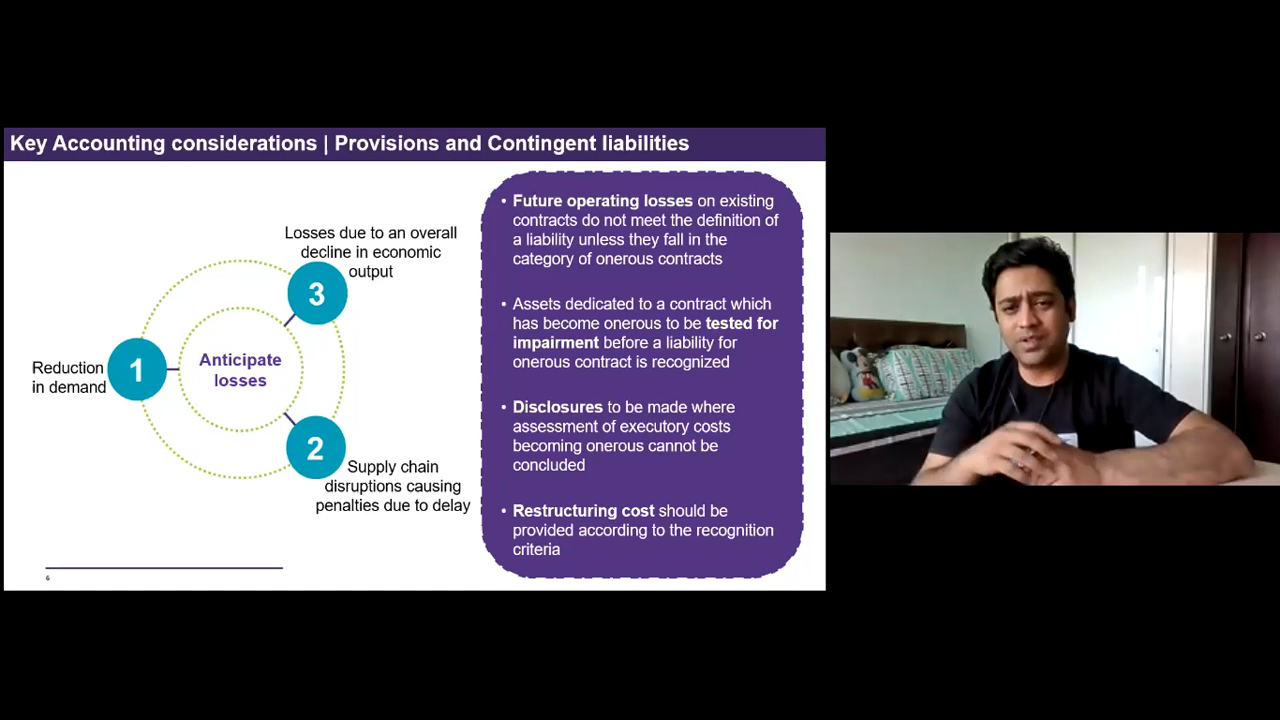 Key Accounting considerations | Provisions and Contingent liabilities
Losses due to an overall
decline in economic
output
3
Anticipate
losses
Reduction
in demand
1
2
Supply chain
disruptions causing
penalties due to delay
• Future operating losses on existing
contracts do not meet the definition of
a liability unless they fall in the
category of onerous contracts
• Assets dedicated to a contract which
has become onerous to be tested for
impairment before a liability for
onerous contract is recognized
• Disclosures to be made where
assessment of executory costs
becoming onerous cannot be
concluded
• Restructuring cost should be
provided according to the recognition
criteria
6